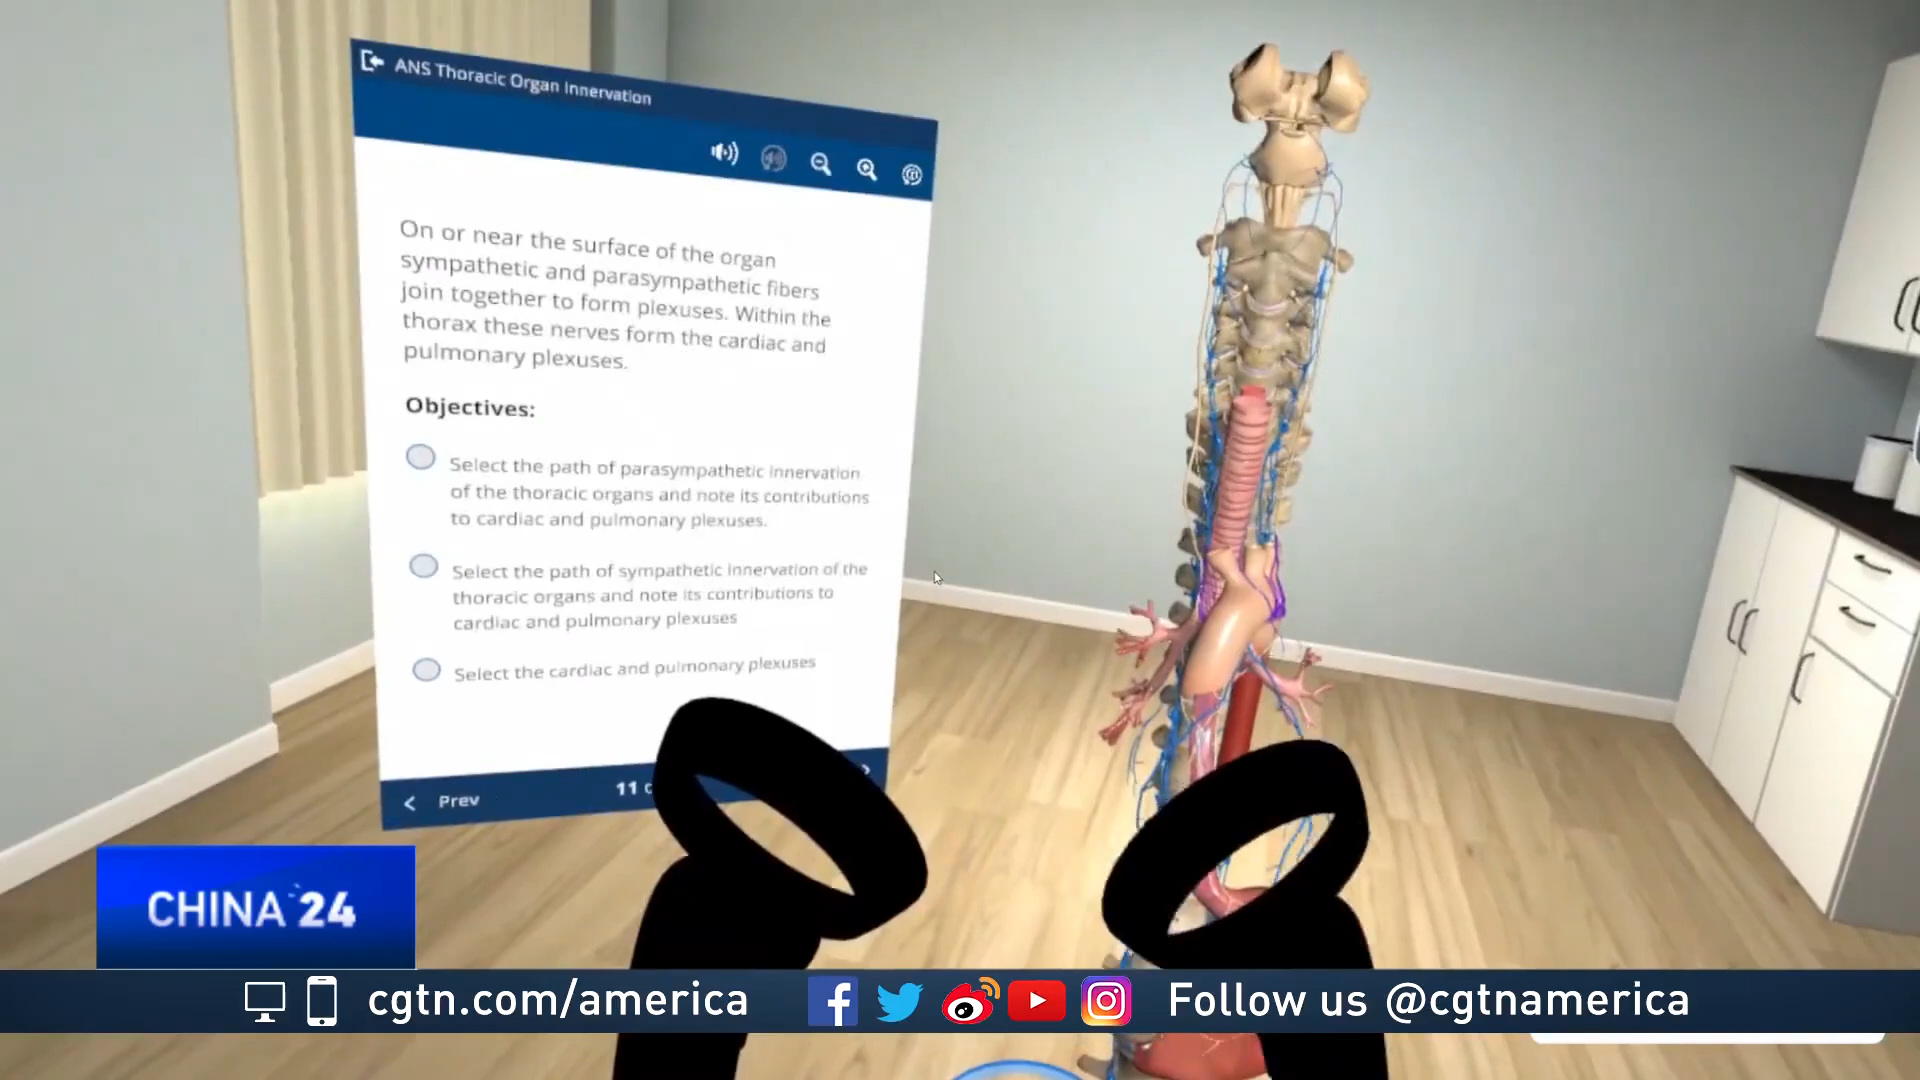 ANS Thoracic Organ Innervation
On or near the surface of the organ
sympathetic and parasympathetic fibers
join together to form plexuses. Within the
thorax these nerves form the cardiac and
pulmonary plexuses.
Objectives:
Select the path of parasympathetic innervation
of the thoracic organs and note its contributions
to cardiac and pulmonary plexuses.
Select the path of sympathetic innervation of the
thoracic organs and note its contributions to
cardiac and pulmonary plexuses
Select the cardiac and pulmonary plexuses
< Prev
11
CHINA 24
cgtn.com/america
Follow us @cgtnamerica